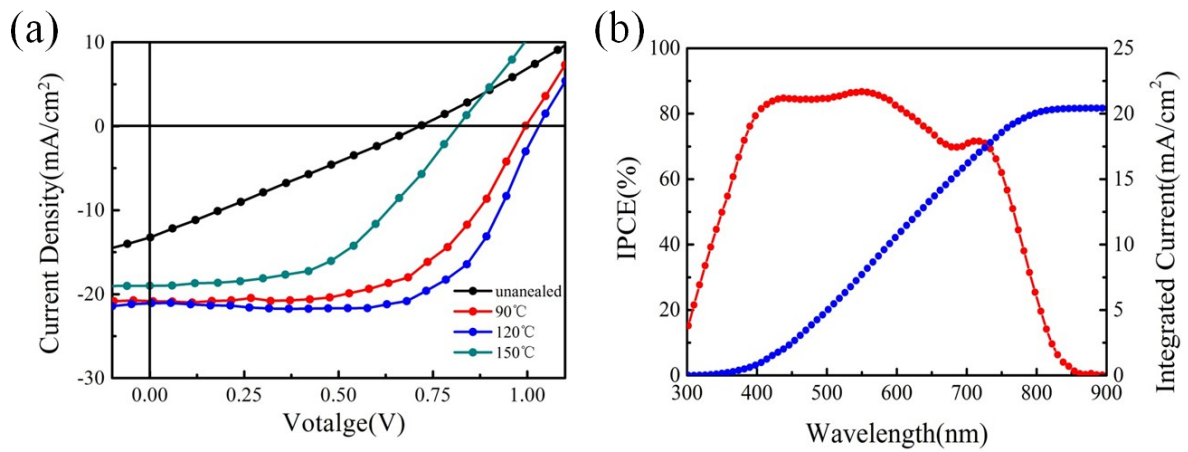 (a)
10
0
-10
-20
-30
Current Density(mA/cm2)
0.00 0.25 0.50 0.75 1.00
Votalge(V)
unanealed
90℃
120℃
150℃
(b)
100
80
60
40
20
0
IPCE(%)
25
20
15
10
5
0
Integrated Current(mA/cm2)
300 400 500 600 700 800 900
Wavelength(nm)